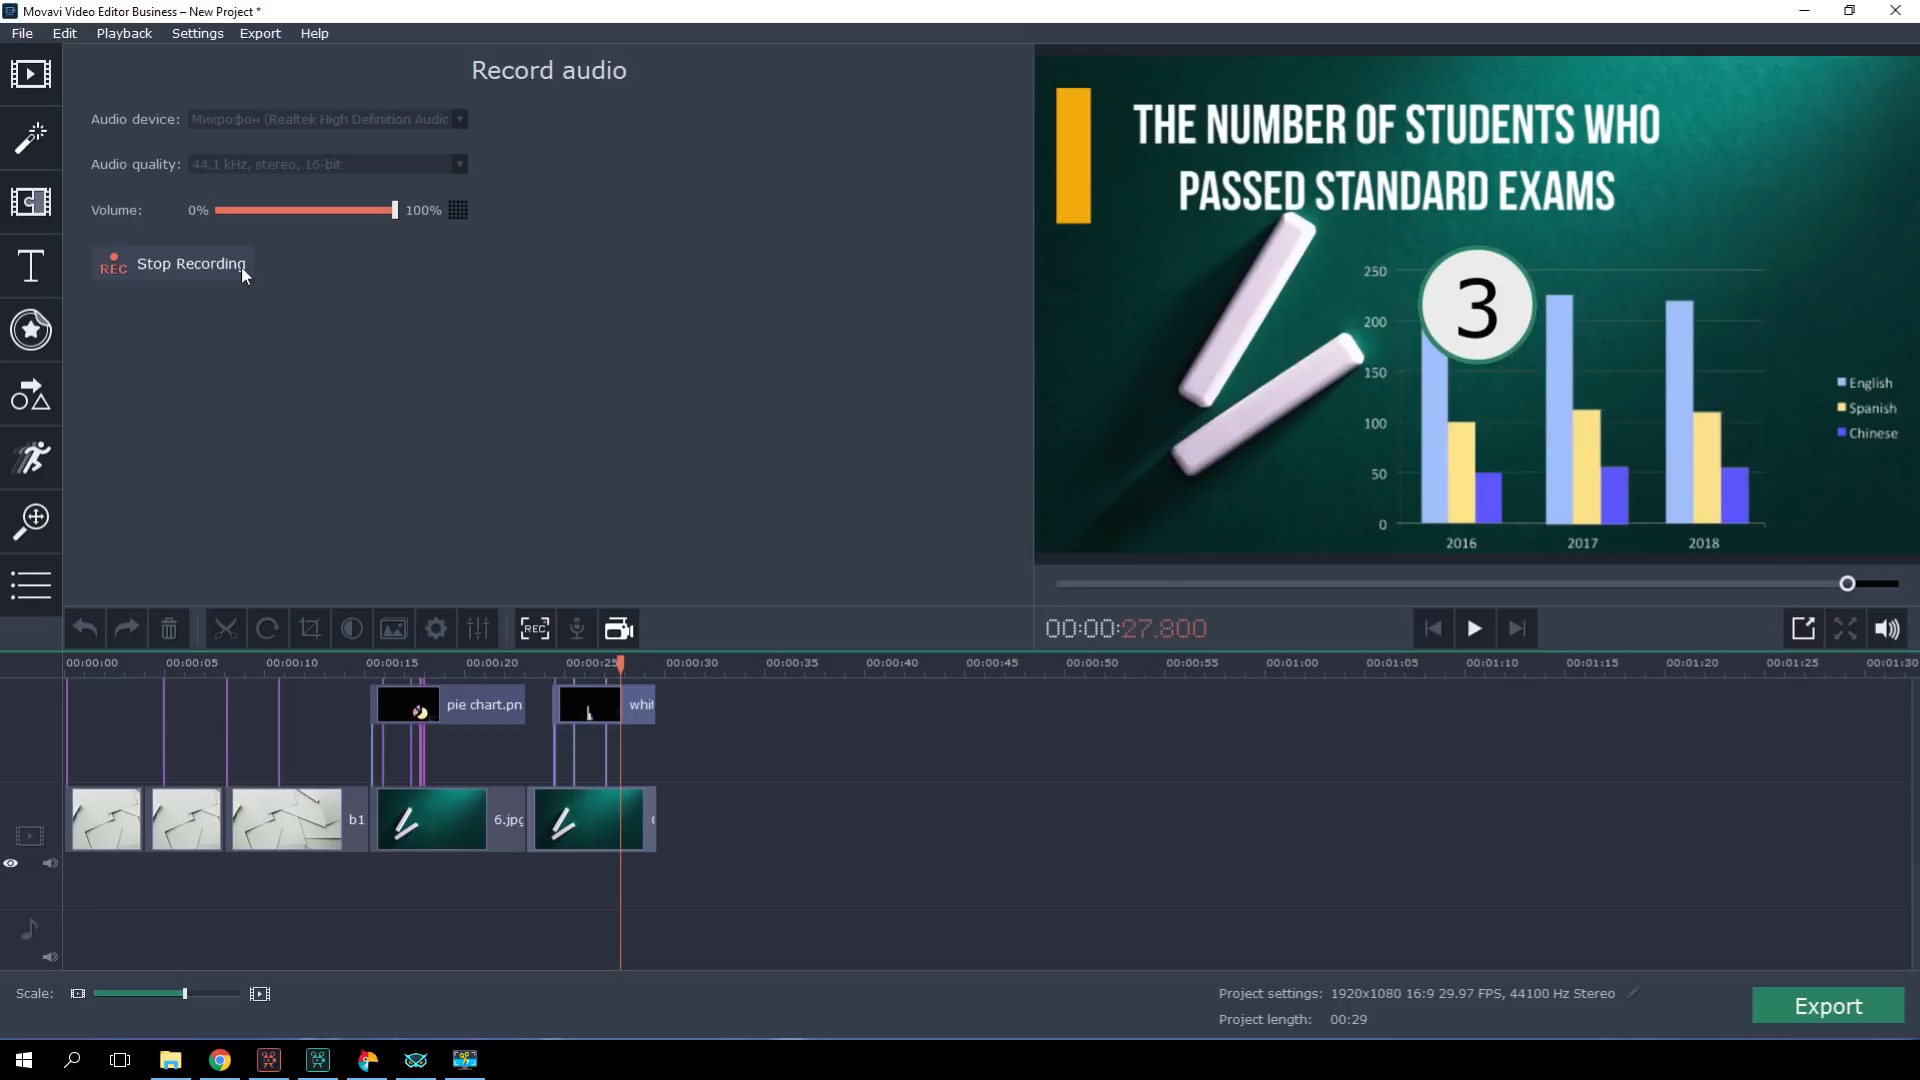 Movavi Video Editor Business – New Project *
File Edit Playback Settings Export Help
Record audio
Audio device: Микрофон (Realtek High Definition Audic
Audio quality: 44.1 kHz, stereo, 16-bit
Volume: 0% 100%
REC Stop Recording
THE NUMBER OF STUDENTS WHO
PASSED STANDARD EXAMS
3
250
200
150
100
50
0
2016 2017 2018
English
Spanish
Chinese
REC
00:00:27.800
00:00:00 00:00:05 00:00:10 00:00:15 00:00:20 00:00:25 00:00:30 00:00:35 00:00:40 00:00:45 00:00:50 00:00:55 00:01:00 00:01:05 00:01:10 00:01:15 00:01:20 00:01:25 00:01:30
pie chart.pn whit
b1 6.jpg
Scale:
Project settings: 1920x1080 16:9 29.97 FPS, 44100 Hz Stereo
Project length: 00:29
Export